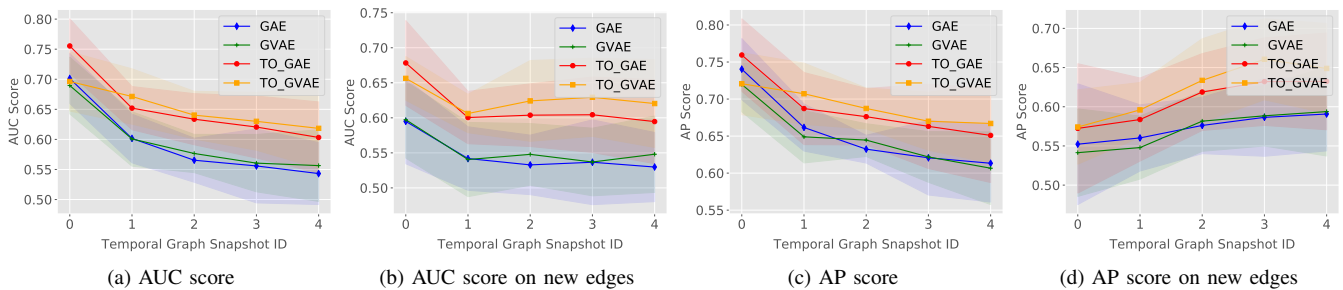 0.80
0.75
0.70
0.65
0.60
0.55
0.50
AUC Score
GAE
GVAE
TO_GAE
TO_GVAE
0 1 2 3 4
Temporal Graph Snapshot ID
(a) AUC score
0.75
0.70
0.65
0.60
0.55
0.50
AUC Score
GAE
GVAE
TO_GAE
TO_GVAE
0 1 2 3 4
Temporal Graph Snapshot ID
(b) AUC score on new edges
0.80
0.75
0.70
0.65
0.60
0.55
AP Score
GAE
GVAE
TO_GAE
TO_GVAE
0 1 2 3 4
Temporal Graph Snapshot ID
(c) AP score
0.70
0.65
0.60
0.55
0.50
AP Score
GAE
GVAE
TO_GAE
TO_GVAE
0 1 2 3 4
Temporal Graph Snapshot ID
(d) AP score on new edges